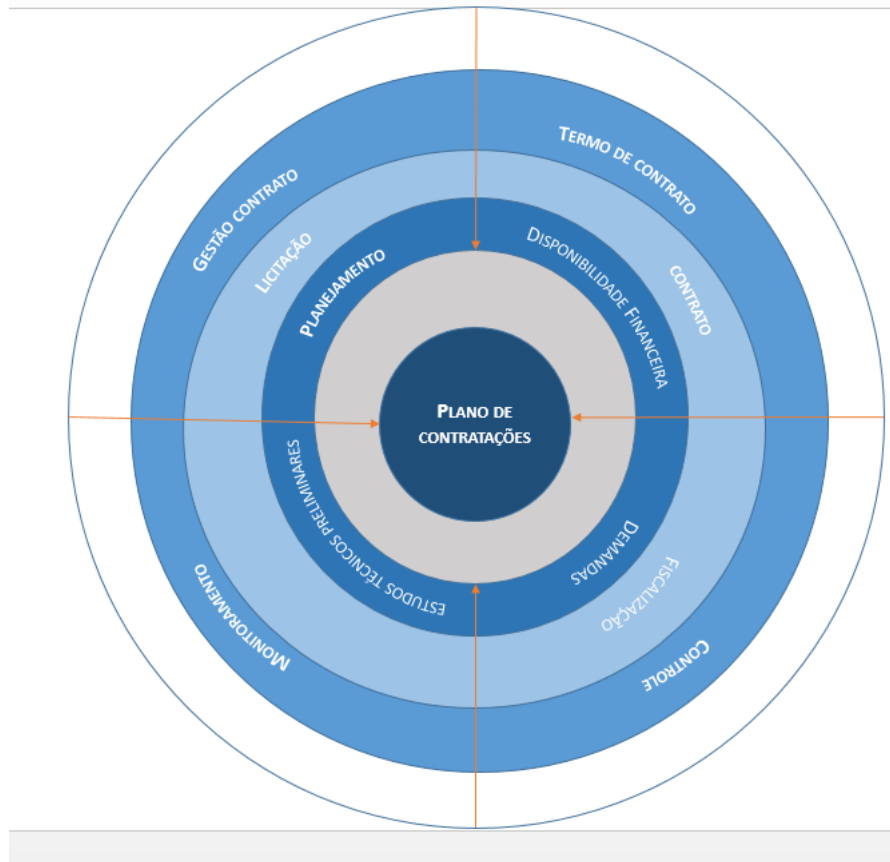 TERMO DE CONTRATO
GESTÃO CONTRATO
LICITAÇÃO
CONTRATO
DISPONIBILIDADE FINANCEIRA
PLANEJAMENTO
PLANO DE
CONTRATAÇÕES
ESTUDOS TÉCNICOS PRELIMINARES
DEMANDAS
FISCALIZAÇÃO
MONITORAMENTO
CONTROLE